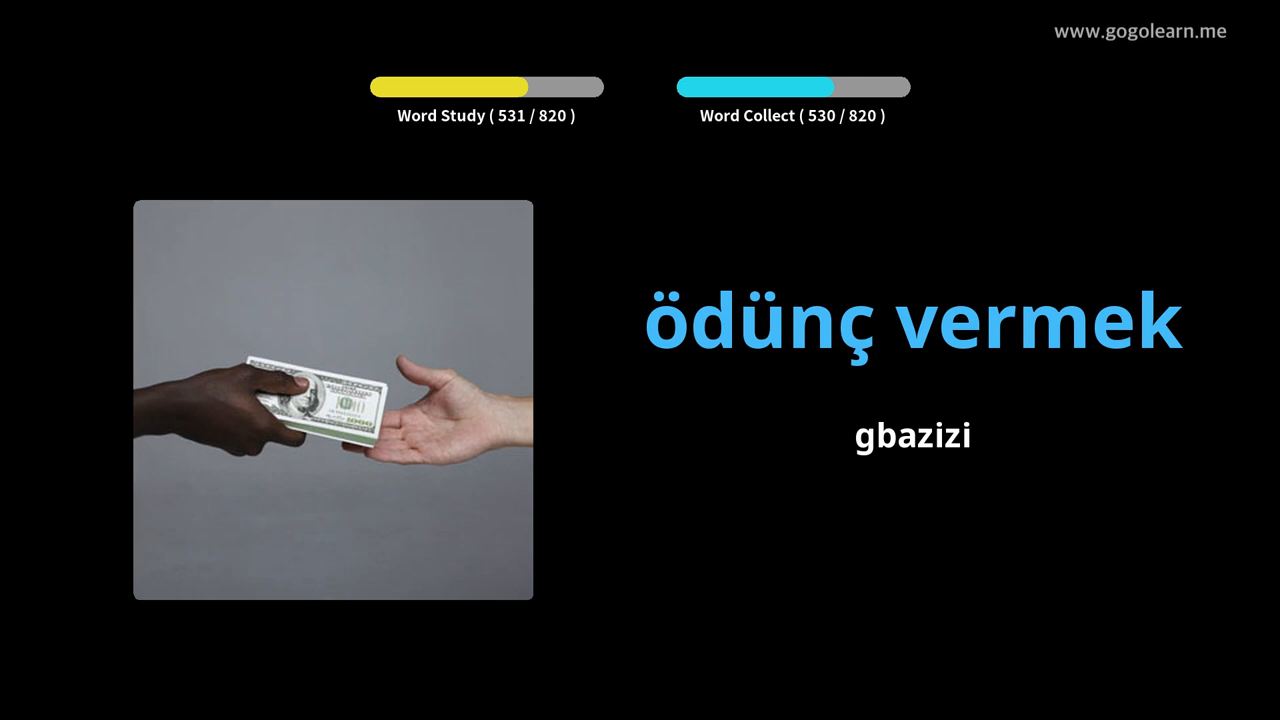 www.gogolearn.me
Word Study ( 531 / 820 )
Word Collect ( 530 / 820 )
ödünç vermek
gbazizi